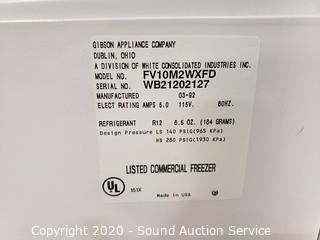 GIBSON APPLIANCE COMPANY
DUBLIN, OHIO
A DIVISION OF WHITE CONSOLIDATED INDUSTRIES INC.
MODEL NO. FV10M2WXFD
SERIAL NO. WB21202127
MANUFACTURED 03-92
ELECT RATING AMPS 5.0 115V. 60HZ.
REFRIGERANT R12 6.5 OZ. (184 GRAMS)
Design Pressure LS 140 PSIG(965 KPa)
HS 280 PSIG(1930 KPa)
LISTED COMMERCIAL FREEZER
UL
Made in USA
Copyright 2020 - Sound Auction Service